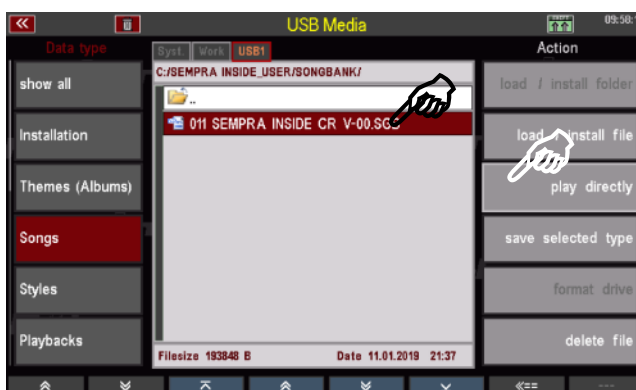 USB Media
09:58:
Data type
Syst. Work USB1
Action
C:/SEMPRA INSIDE_USER/SONGBANK/
show all
..
load / install folder
011 SEMPRA INSIDE CR V-00.SGB
Installation
load / install file
Themes (Albums)
play directly
Songs
save selected type
Styles
format drive
Playbacks
Filesize 193848 B Date 11.01.2019 21:37
delete file